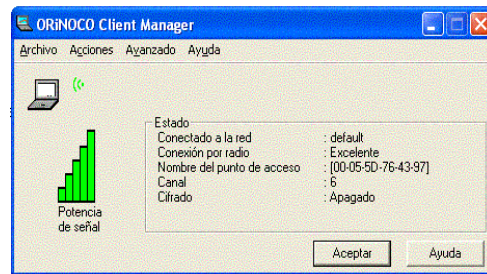 ORiNOCO Client Manager
Archivo Acciones Avanzado Ayuda
Estado
Conectado a la red : default
Conexión por radio : Excelente
Nombre del punto de acceso : [00-05-5D-76-43-97]
Canal : 6
Cifrado : Apagado
Potencia
de señal
Aceptar Ayuda